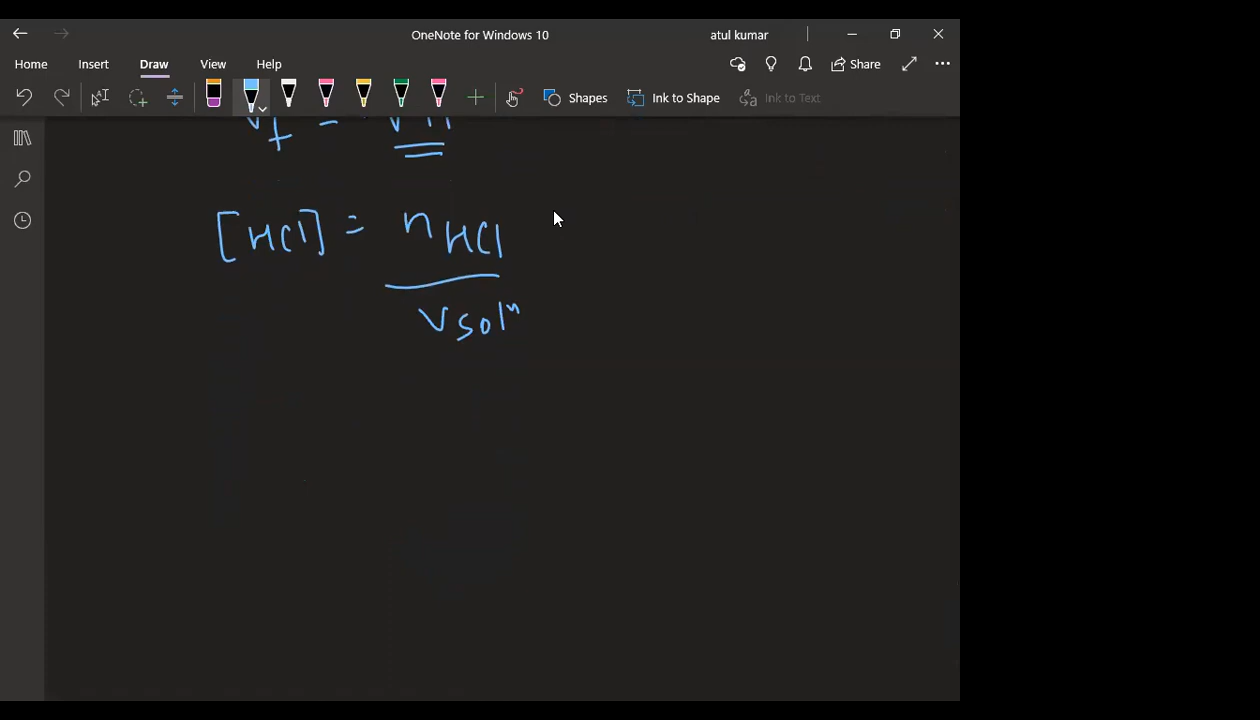 OneNote for Windows 10
atul kumar
Home Insert Draw View Help
Share
Shapes Ink to Shape Ink to Text
[HCl] = nHCl
Vsolⁿ